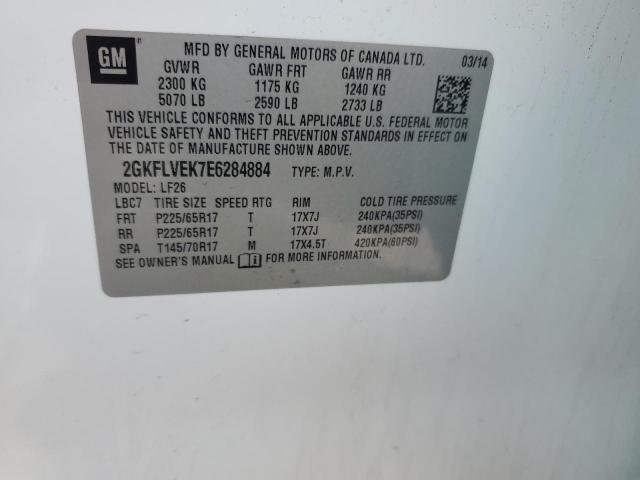 GM MFD BY GENERAL MOTORS OF CANADA LTD. 03/14
GVWR GAWR FRT GAWR RR
2300 KG 1175 KG 1240 KG
5070 LB 2590 LB 2733 LB
THIS VEHICLE CONFORMS TO ALL APPLICABLE U.S. FEDERAL MOTOR
VEHICLE SAFETY AND THEFT PREVENTION STANDARDS IN EFFECT ON
THE DATE OF MANUFACTURE SHOWN ABOVE.
2GKFLVEK7E6284884 TYPE: M.P.V.
MODEL: LF26
LBC7 TIRE SIZE SPEED RTG RIM COLD TIRE PRESSURE
FRT P225/65R17 T 17X7J 240KPA(35PSI)
RR P225/65R17 T 17X7J 240KPA(35PSI)
SPA T145/70R17 M 17X4.5T 420KPA(60PSI)
SEE OWNER'S MANUAL FOR MORE INFORMATION.